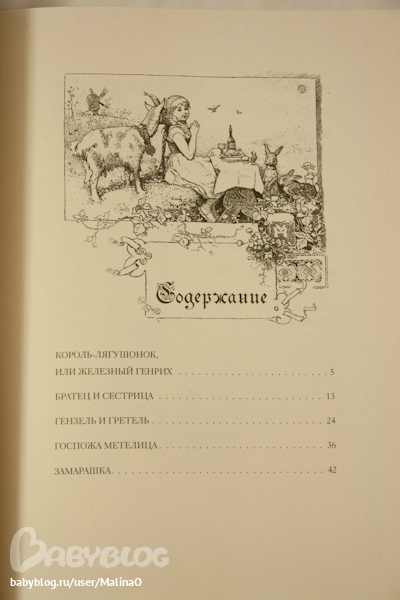 Содержание
КОРОЛЬ-ЛЯГУШОНОК,
ИЛИ ЖЕЛЕЗНЫЙ ГЕНРИХ . . . . . . . . . . . . . . . . . . . . . . 5
БРАТЕЦ И СЕСТРИЦА . . . . . . . . . . . . . . . . . . . . . . . . . 13
ГЕНЗЕЛЬ И ГРЕТЕЛЬ . . . . . . . . . . . . . . . . . . . . . . . . . . 24
ГОСПОЖА МЕТЕЛИЦА . . . . . . . . . . . . . . . . . . . . . . . . . 36
ЗАМАРАШКА. . . . . . . . . . . . . . . . . . . . . . . . . . . . . . . . 42
BABYBLOG
babyblog.ru/user/MalinaO